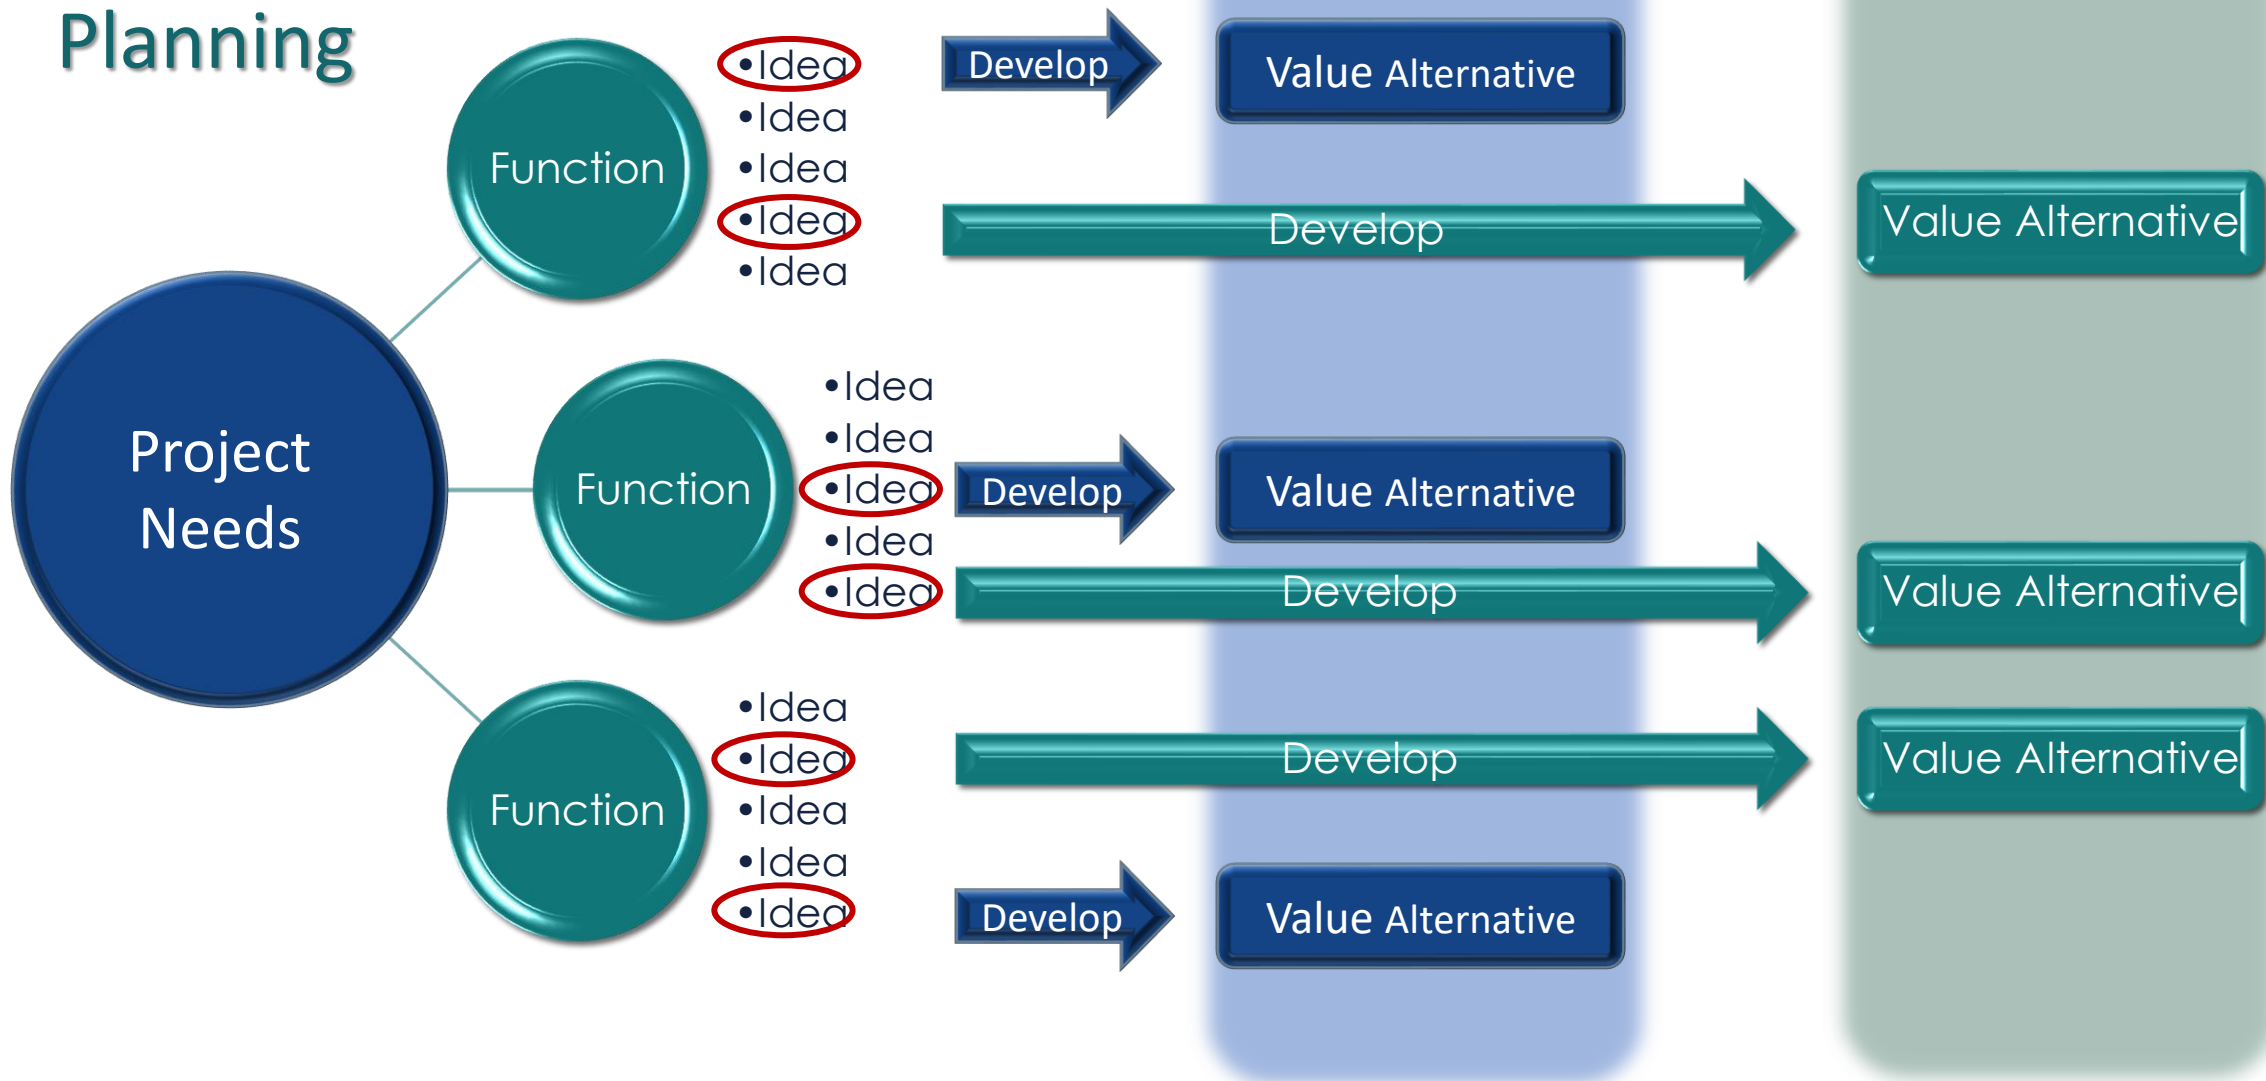 Planning
Function
•Idea
•Idea
•Idea
•Idea
•Idea
Develop
Value Alternative
Develop
Value Alternative
Project
Needs
Function
•Idea
•Idea
•Idea
•Idea
•Idea
Develop
Value Alternative
Develop
Value Alternative
Function
•Idea
•Idea
•Idea
•Idea
•Idea
Develop
Value Alternative
Develop
Value Alternative